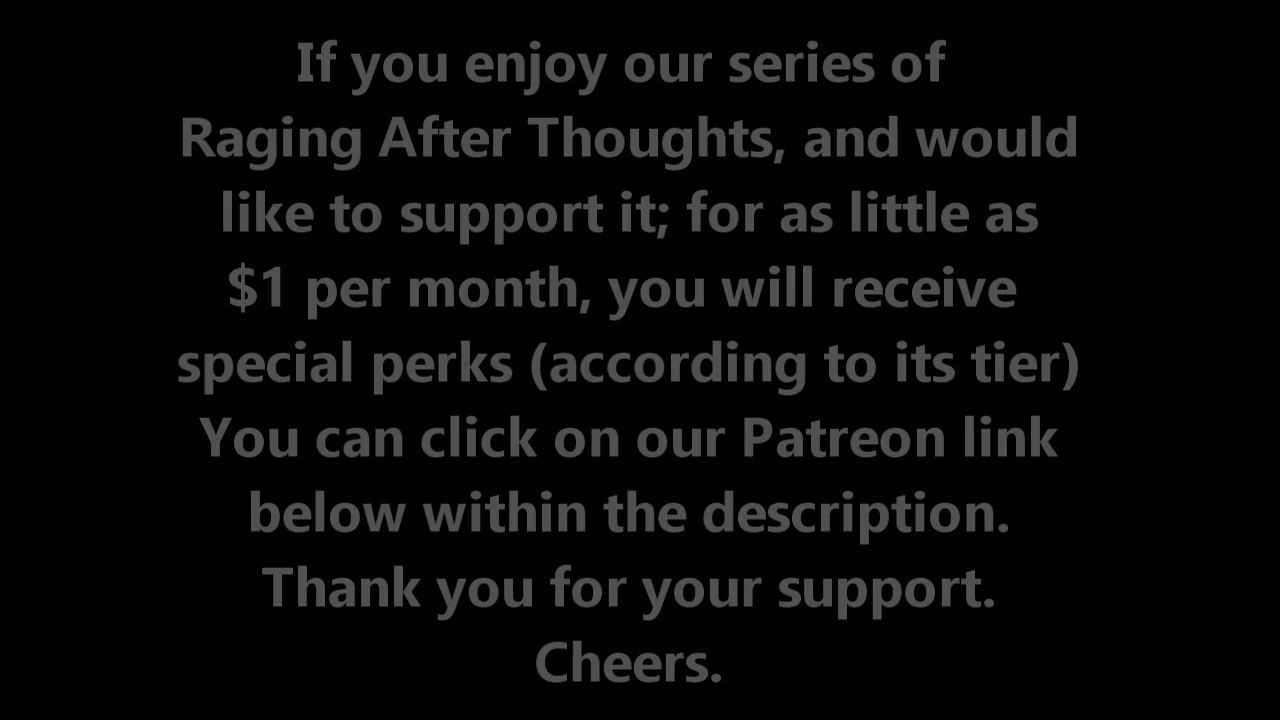 If you enjoy our series of
Raging After Thoughts, and would
like to support it; for as little as
$1 per month, you will receive
special perks (according to its tier)
You can click on our Patreon link
below within the description.
Thank you for your support.
Cheers.